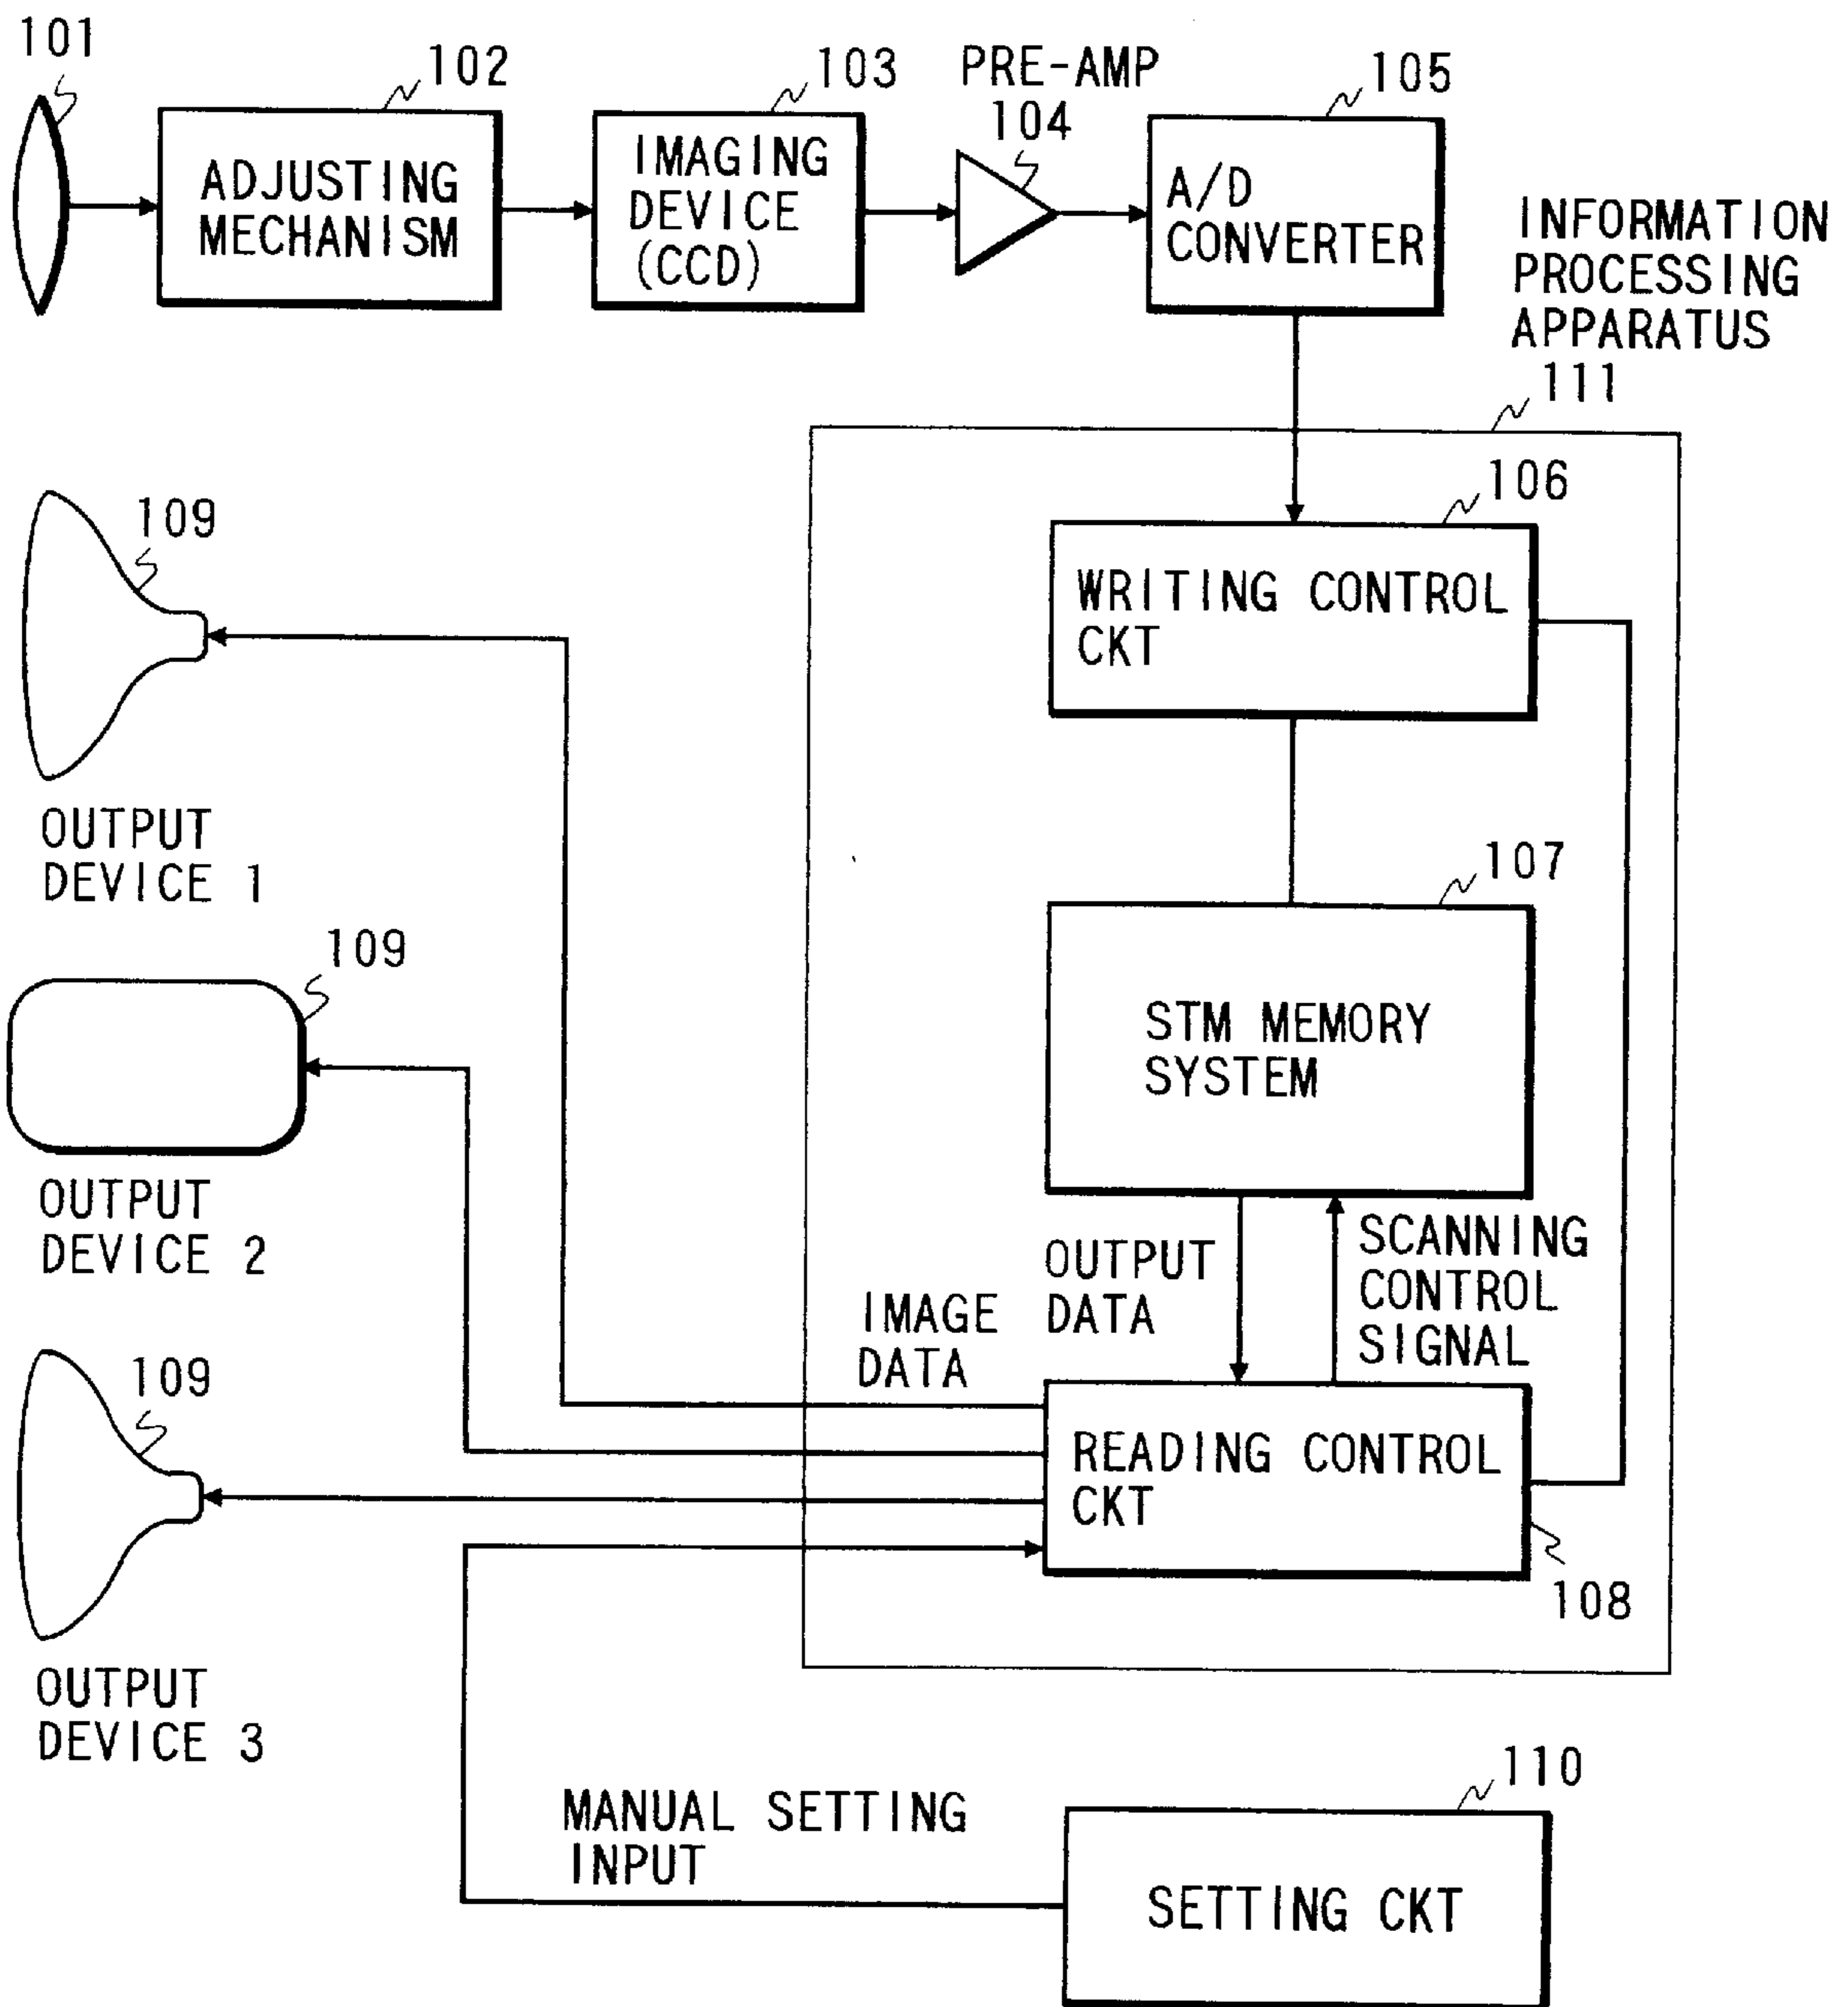 101
102
103
PRE-AMP
104
105
ADJUSTING
MECHANISM
IMAGING
DEVICE
(CCD)
A/D
CONVERTER
INFORMATION
PROCESSING
APPARATUS
111
106
109
WRITING CONTROL
CKT
OUTPUT
DEVICE 1
107
109
STM MEMORY
SYSTEM
OUTPUT
DEVICE 2
OUTPUT
DATA
SCANNING
CONTROL
SIGNAL
IMAGE
DATA
109
READING CONTROL
CKT
108
OUTPUT
DEVICE 3
110
MANUAL SETTING
INPUT
SETTING CKT